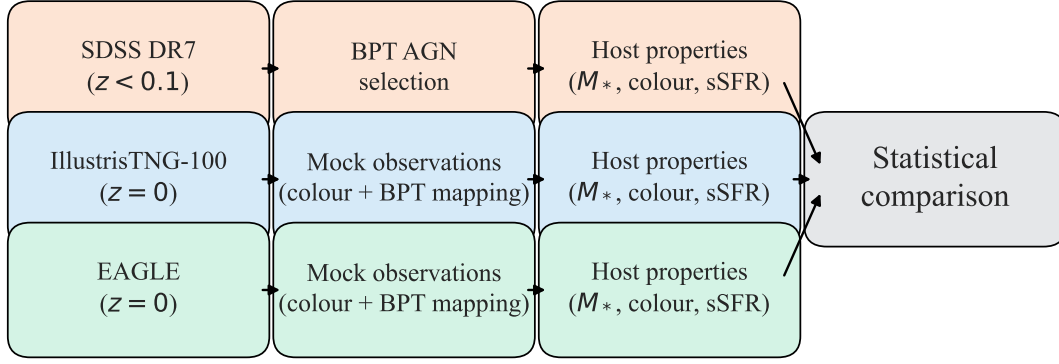 SDSS DR7
(z < 0.1)
BPT AGN
selection
Host properties
(M*, colour, sSFR)
IllustrisTNG-100
(z = 0)
Mock observations
(colour + BPT mapping)
Host properties
(M*, colour, sSFR)
Statistical
comparison
EAGLE
(z = 0)
Mock observations
(colour + BPT mapping)
Host properties
(M*, colour, sSFR)